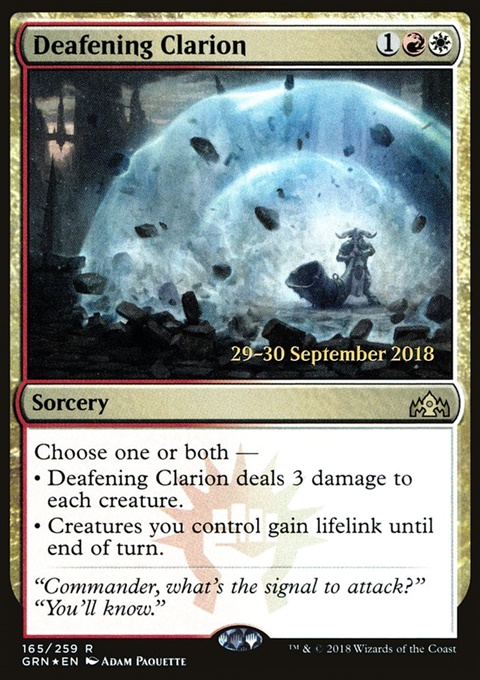 Deafening Clarion 1
29–30 September 2018
Sorcery
Choose one or both —
• Deafening Clarion deals 3 damage to
each creature.
• Creatures you control gain lifelink until
end of turn.
“Commander, what’s the signal to attack?”
“You’ll know.”
165/259 R
GRN★EN Adam Paquette
™ & © 2018 Wizards of the Coast